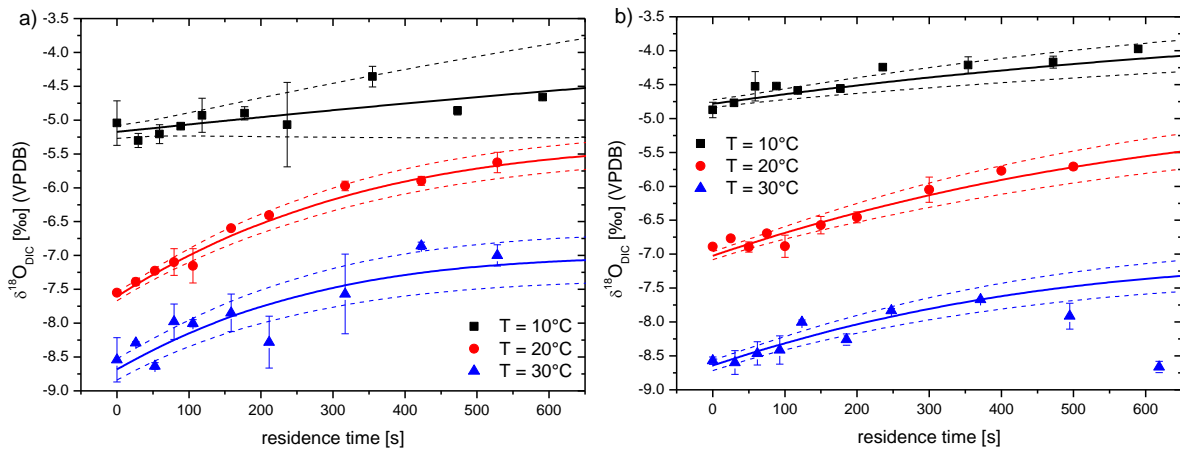 a)
δ¹⁸O_DIC [‰] (VPDB)
-3.5
-4.0
-4.5
-5.0
-5.5
-6.0
-6.5
-7.0
-7.5
-8.0
-8.5
-9.0
0 100 200 300 400 500 600
residence time [s]
T = 10°C
T = 20°C
T = 30°C
b)
δ¹⁸O_DIC [‰] (VPDB)
-3.5
-4.0
-4.5
-5.0
-5.5
-6.0
-6.5
-7.0
-7.5
-8.0
-8.5
-9.0
T = 10°C
T = 20°C
T = 30°C
0 100 200 300 400 500 600
residence time [s]